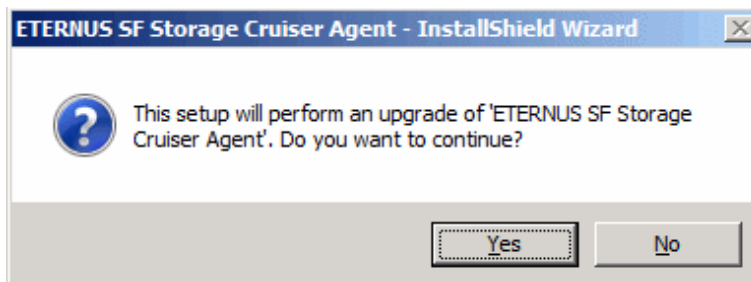 ETERNUS SF Storage Cruiser Agent - InstallShield Wizard
This setup will perform an upgrade of 'ETERNUS SF Storage
Cruiser Agent'. Do you want to continue?
Yes No